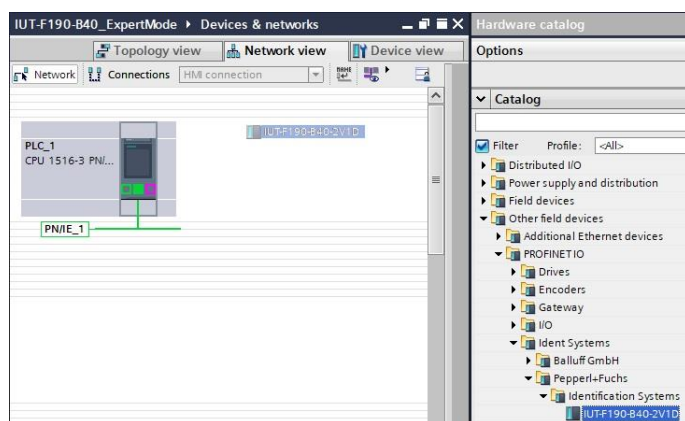 IUT-F190-B40_ExpertMode ▸ Devices & networks
Topology view Network view Device view
Network Connections HMI connection
PLC_1
CPU 1516-3 PN/...
PN/IE_1
IUT-F190-B40-2V1D
Hardware catalog
Options
Catalog
Filter Profile: <All>
Distributed I/O
Power supply and distribution
Field devices
Other field devices
Additional Ethernet devices
PROFINET IO
Drives
Encoders
Gateway
I/O
Ident Systems
Balluff GmbH
Pepperl+Fuchs
Identification Systems
IUT-F190-B40-2V1D